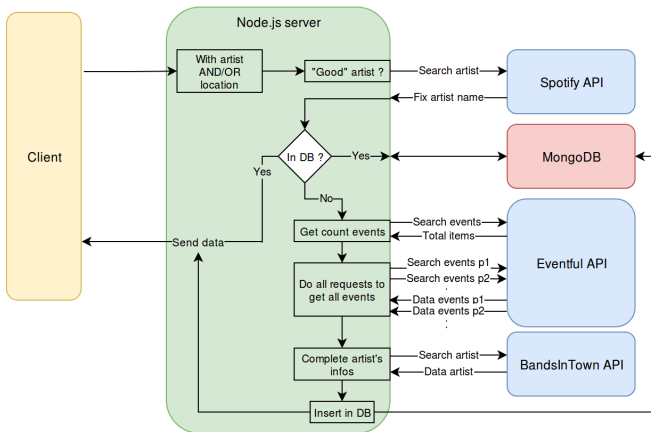 Node.js server
Client
With artist
AND/OR
location
"Good" artist ?
Search artist
Fix artist name
Spotify API
In DB ?
Yes
Yes
MongoDB
No
Send data
Get count events
Search events
Total items
Eventful API
Do all requests to
get all events
Search events p1
Search events p2
:
Data events p1
Data events p2
:
Complete artist's
infos
Search artist
Data artist
BandsInTown API
Insert in DB